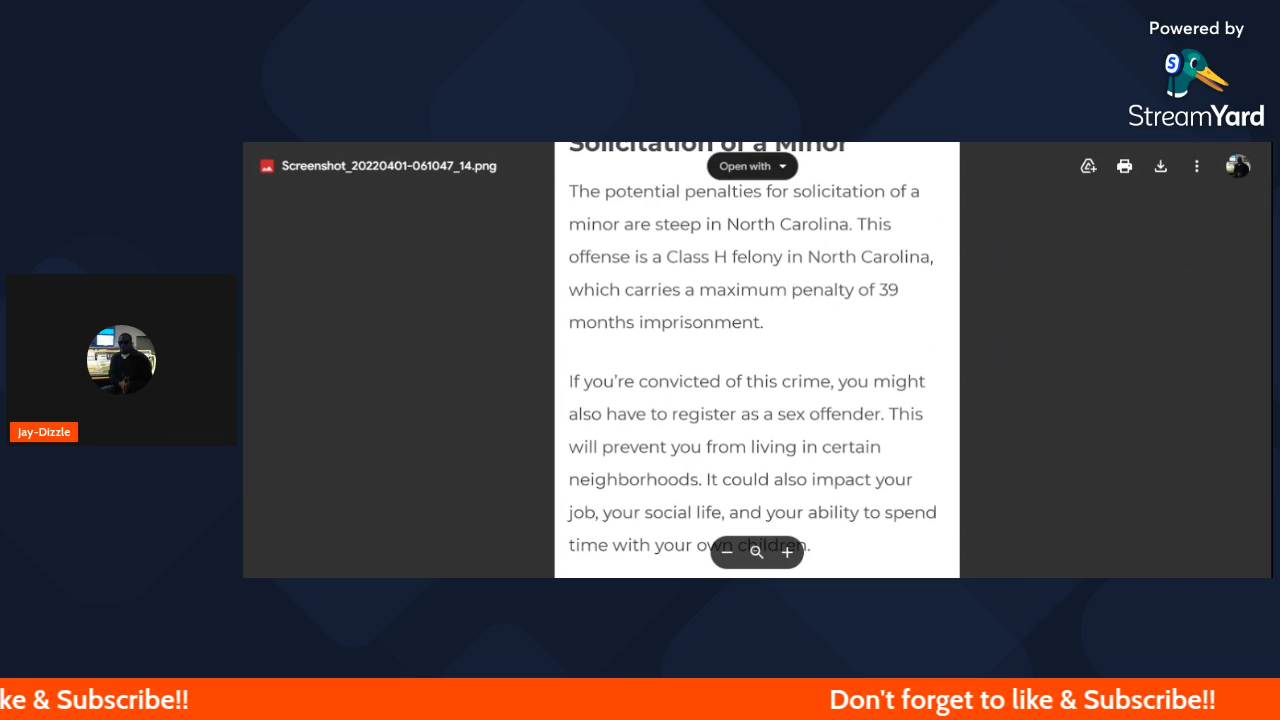 Powered by
StreamYard
Solicitation of a Minor
Screenshot_20220401-061047_14.png
Open with
The potential penalties for solicitation of a
minor are steep in North Carolina. This
offense is a Class H felony in North Carolina,
which carries a maximum penalty of 39
months imprisonment.
If you're convicted of this crime, you might
also have to register as a sex offender. This
will prevent you from living in certain
neighborhoods. It could also impact your
job, your social life, and your ability to spend
time with your own children.
Jay-Dizzle
ke & Subscribe!!
Don't forget to like & Subscribe!!